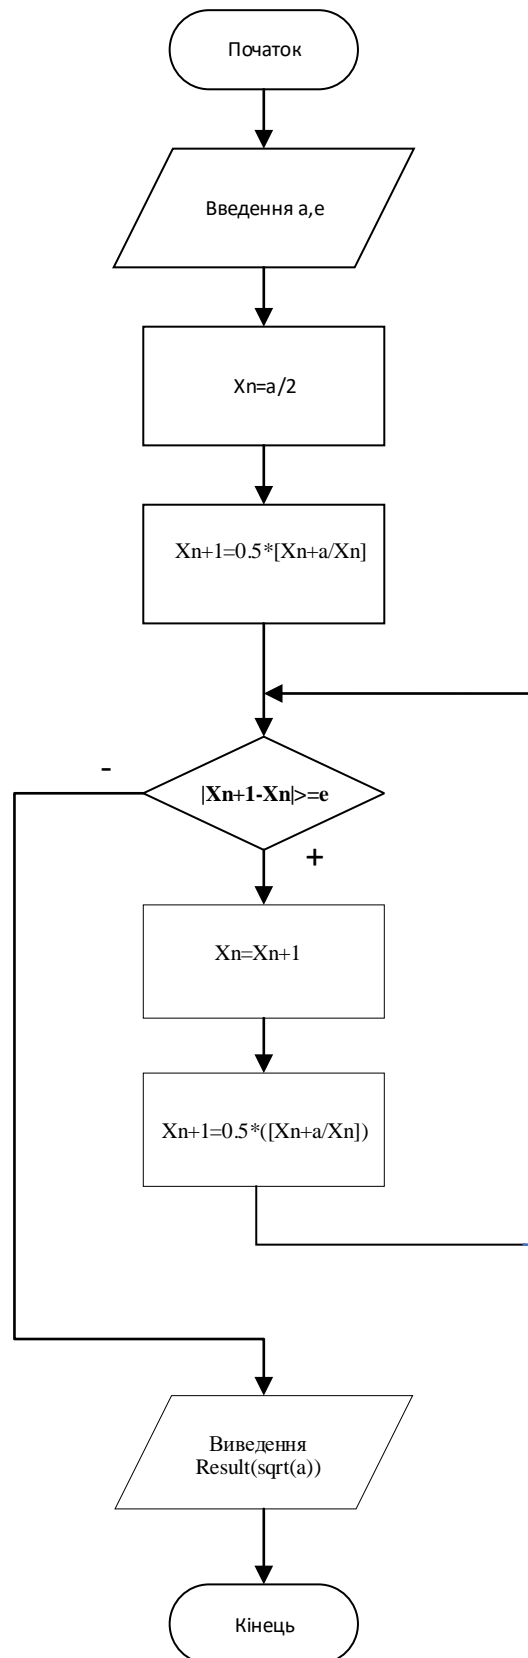 Початок
Введення a,e
Xn=a/2
Xn+1=0.5*[Xn+a/Xn]
-
|Xn+1-Xn|>=e
+
Xn=Xn+1
Xn+1=0.5*([Xn+a/Xn])
Виведення
Result(sqrt(a))
Кінець